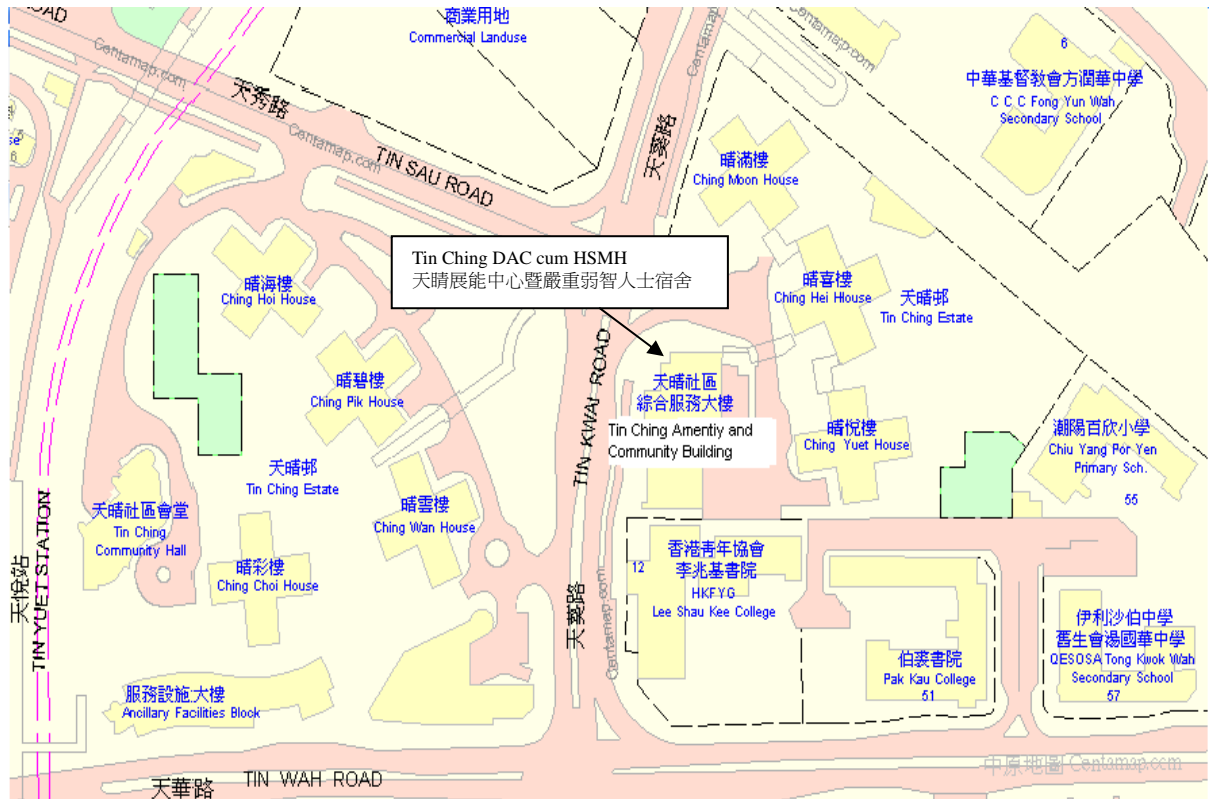 ROAD
商業用地
Commercial Landuse
Centamap.com
Centamap.com
Centamap.com
6
中華基督教會方潤華中學
C C C Fong Yun Wah
Secondary School
天秀路
TIN SAU ROAD
Centamap.com
天葵路
晴滿樓
Ching Moon House
Tin Ching DAC cum HSMH
天晴展能中心暨嚴重弱智人士宿舍
晴海樓
Ching Hoi House
晴喜樓
Ching Hei House
天晴邨
Tin Ching Estate
晴碧樓
Ching Pik House
TIN KWAI ROAD
天晴社區
綜合服務大樓
Tin Ching Amentiy and
Community Building
晴悅樓
Ching Yuet House
潮陽百欣小學
Chiu Yang Por Yen
Primary Sch.
55
天晴邨
Tin Ching Estate
晴雲樓
Ching Wan House
天晴社區會堂
Tin Ching
Community Hall
晴彩樓
Ching Choi House
天悅站
TIN YUET STATION
天葵路
Centamap.com
12
香港青年協會
李兆基書院
HKFYG
Lee Shau Kee College
伯裘書院
Pak Kau College
51
伊利沙伯中學
舊生會湯國華中學
QESOSA Tong Kwok Wah
Secondary School
57
服務設施大樓
Ancillary Facilities Block
天華路
TIN WAH ROAD
中原地圖 Centamap.com